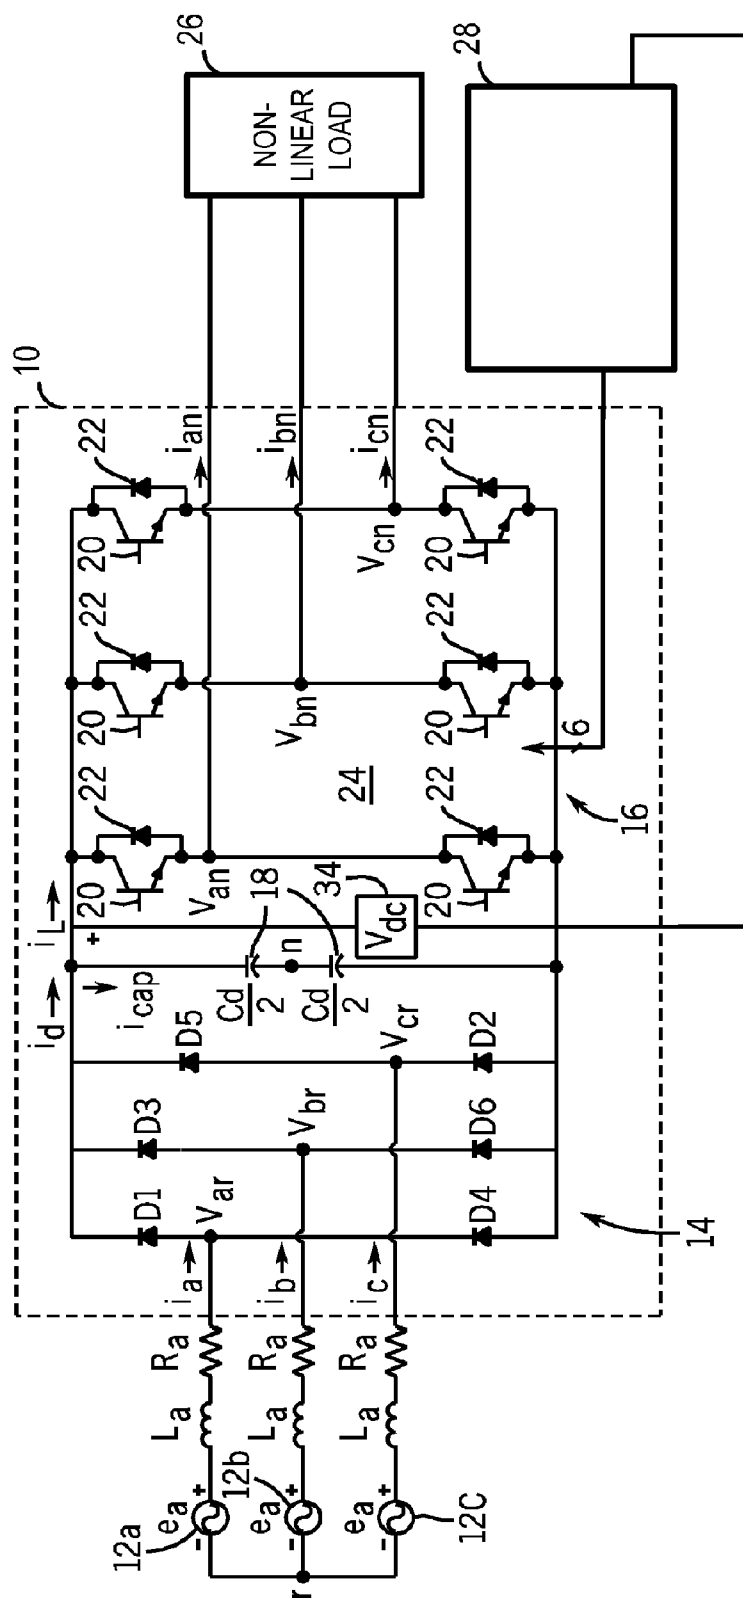 10
26
NON-
LINEAR
LOAD
28
22
22
22
20
20
20
i_an
i_bn
i_cn
V_an
V_bn
V_cn
22
22
22
20
20
20
24
6
16
i_d
i_L
+
i_cap
18
34
V_dc
n
Cd
2
Cd
2
D1
D3
D5
V_ar
V_br
V_cr
D4
D6
D2
14
i_a
i_b
i_c
R_a
R_a
R_a
L_a
L_a
L_a
e_a
+
-
12a
e_a
+
-
12b
e_a
+
-
12C
r